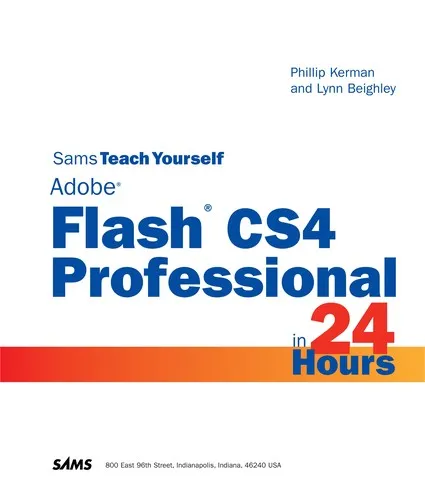 Phillip Kerman
and Lynn Beighley
Sams Teach Yourself
Adobe®
Flash® CS4
Professional
in 24
Hours
SAMS 800 East 96th Street, Indianapolis, Indiana, 46240 USA